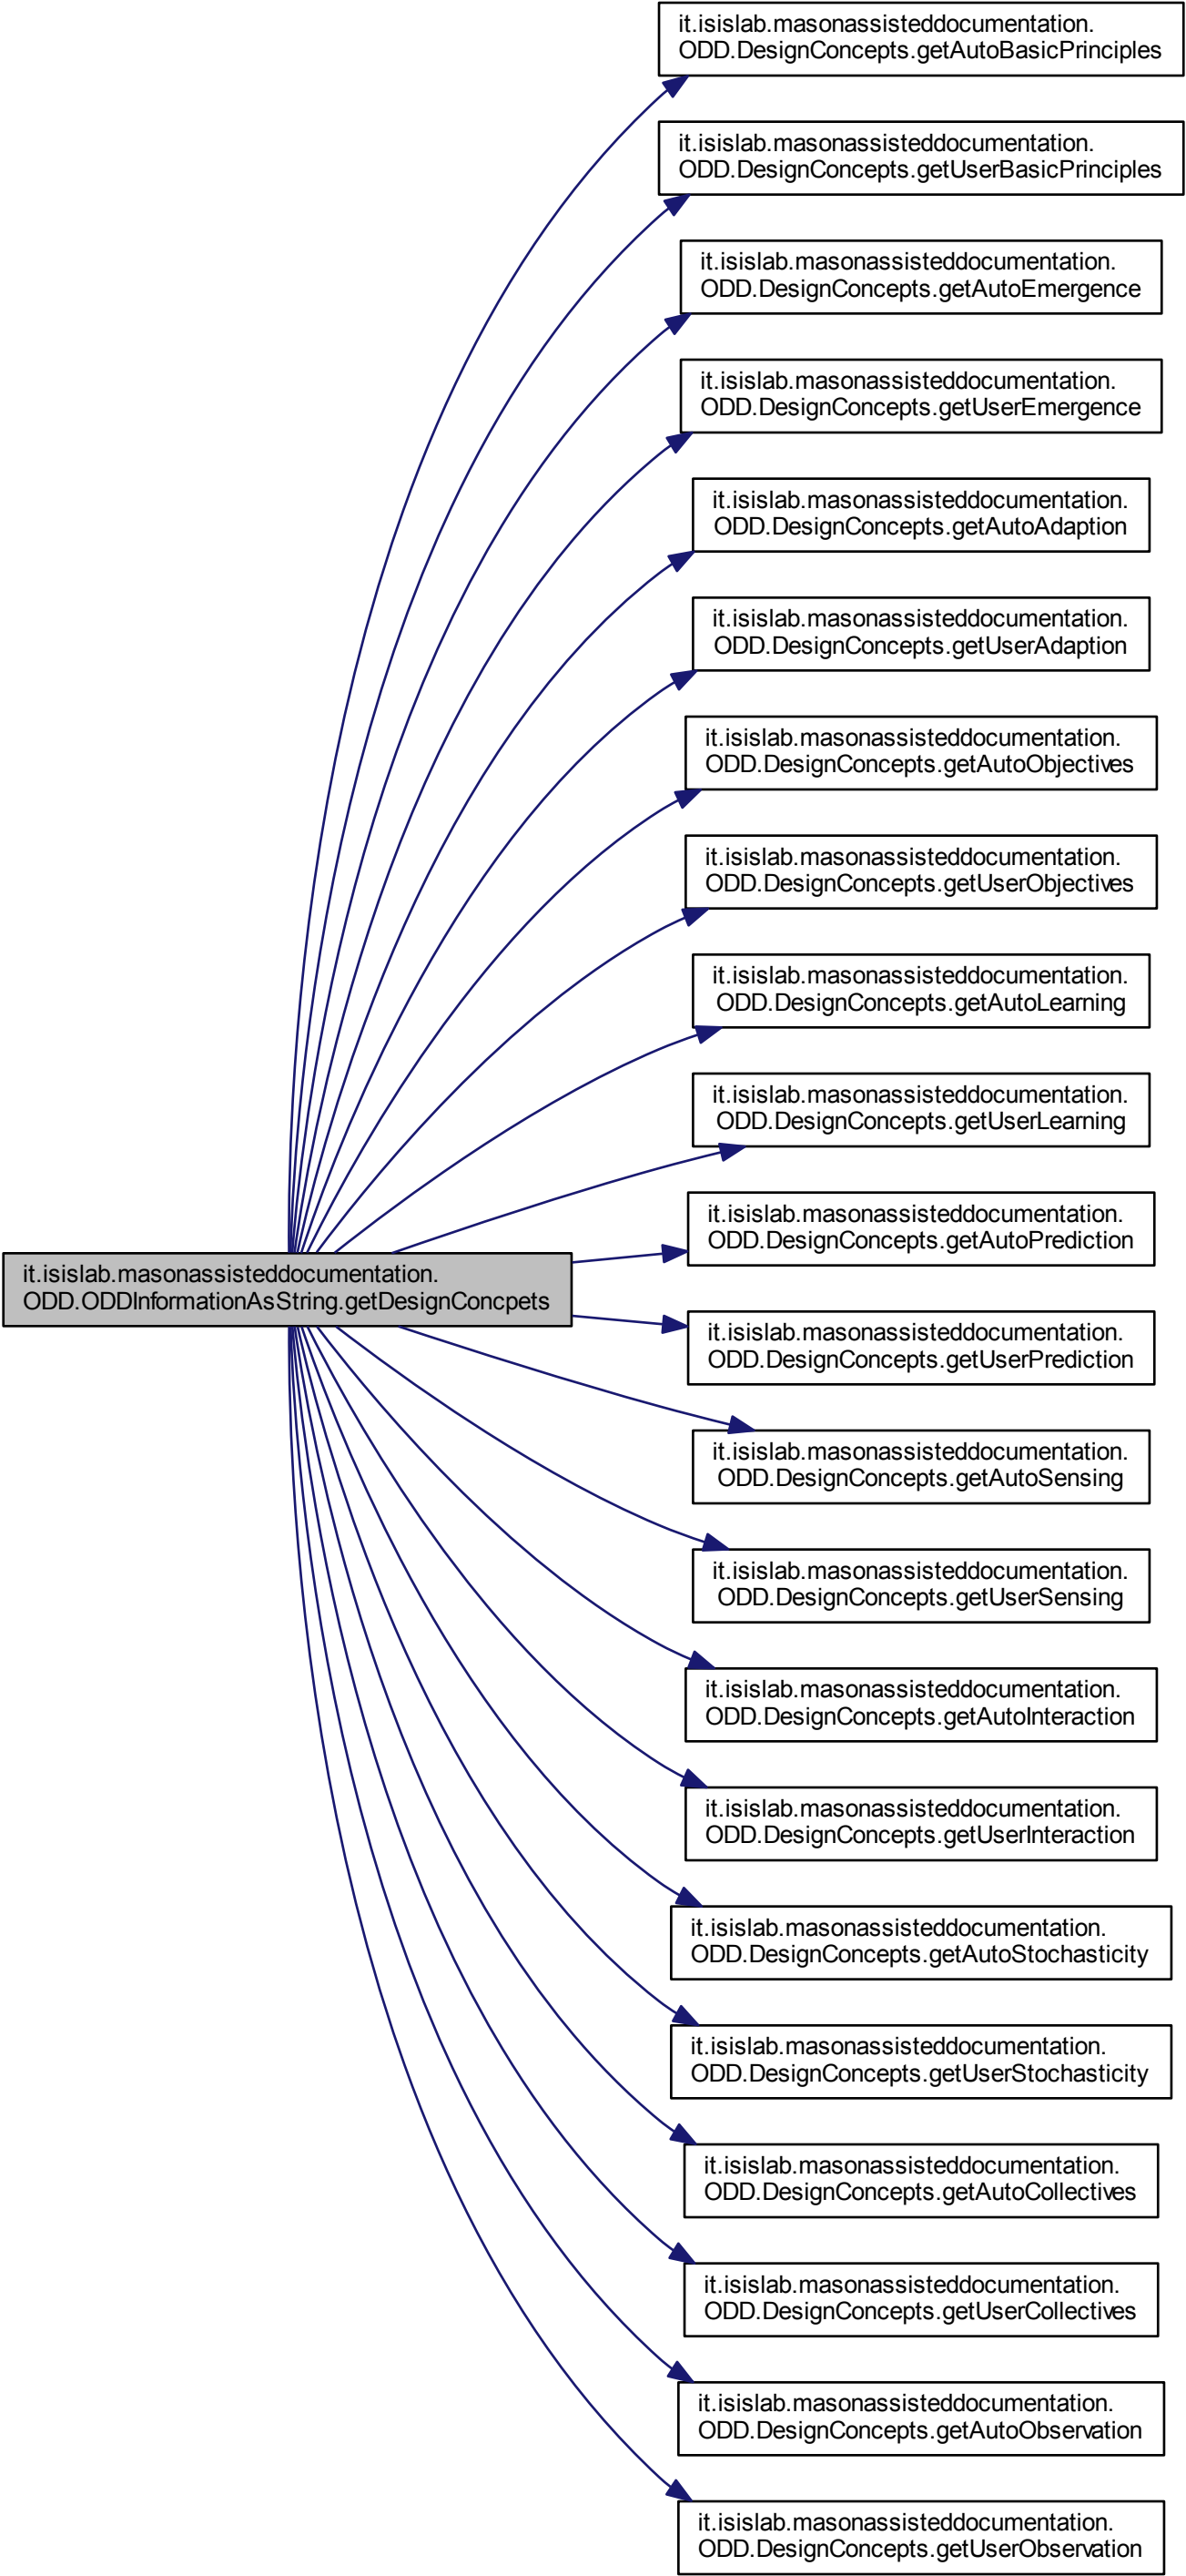 it.isislab.masonassisteddocumentation.
ODD.DesignConcepts.getAutoBasicPrinciples
it.isislab.masonassisteddocumentation.
ODD.DesignConcepts.getUserBasicPrinciples
it.isislab.masonassisteddocumentation.
ODD.DesignConcepts.getAutoEmergence
it.isislab.masonassisteddocumentation.
ODD.DesignConcepts.getUserEmergence
it.isislab.masonassisteddocumentation.
ODD.DesignConcepts.getAutoAdaption
it.isislab.masonassisteddocumentation.
ODD.DesignConcepts.getUserAdaption
it.isislab.masonassisteddocumentation.
ODD.DesignConcepts.getAutoObjectives
it.isislab.masonassisteddocumentation.
ODD.DesignConcepts.getUserObjectives
it.isislab.masonassisteddocumentation.
ODD.DesignConcepts.getAutoLearning
it.isislab.masonassisteddocumentation.
ODD.DesignConcepts.getUserLearning
it.isislab.masonassisteddocumentation.
ODD.DesignConcepts.getAutoPrediction
it.isislab.masonassisteddocumentation.
ODD.ODDInformationAsString.getDesignConcpets
it.isislab.masonassisteddocumentation.
ODD.DesignConcepts.getUserPrediction
it.isislab.masonassisteddocumentation.
ODD.DesignConcepts.getAutoSensing
it.isislab.masonassisteddocumentation.
ODD.DesignConcepts.getUserSensing
it.isislab.masonassisteddocumentation.
ODD.DesignConcepts.getAutoInteraction
it.isislab.masonassisteddocumentation.
ODD.DesignConcepts.getUserInteraction
it.isislab.masonassisteddocumentation.
ODD.DesignConcepts.getAutoStochasticity
it.isislab.masonassisteddocumentation.
ODD.DesignConcepts.getUserStochasticity
it.isislab.masonassisteddocumentation.
ODD.DesignConcepts.getAutoCollectives
it.isislab.masonassisteddocumentation.
ODD.DesignConcepts.getUserCollectives
it.isislab.masonassisteddocumentation.
ODD.DesignConcepts.getAutoObservation
it.isislab.masonassisteddocumentation.
ODD.DesignConcepts.getUserObservation